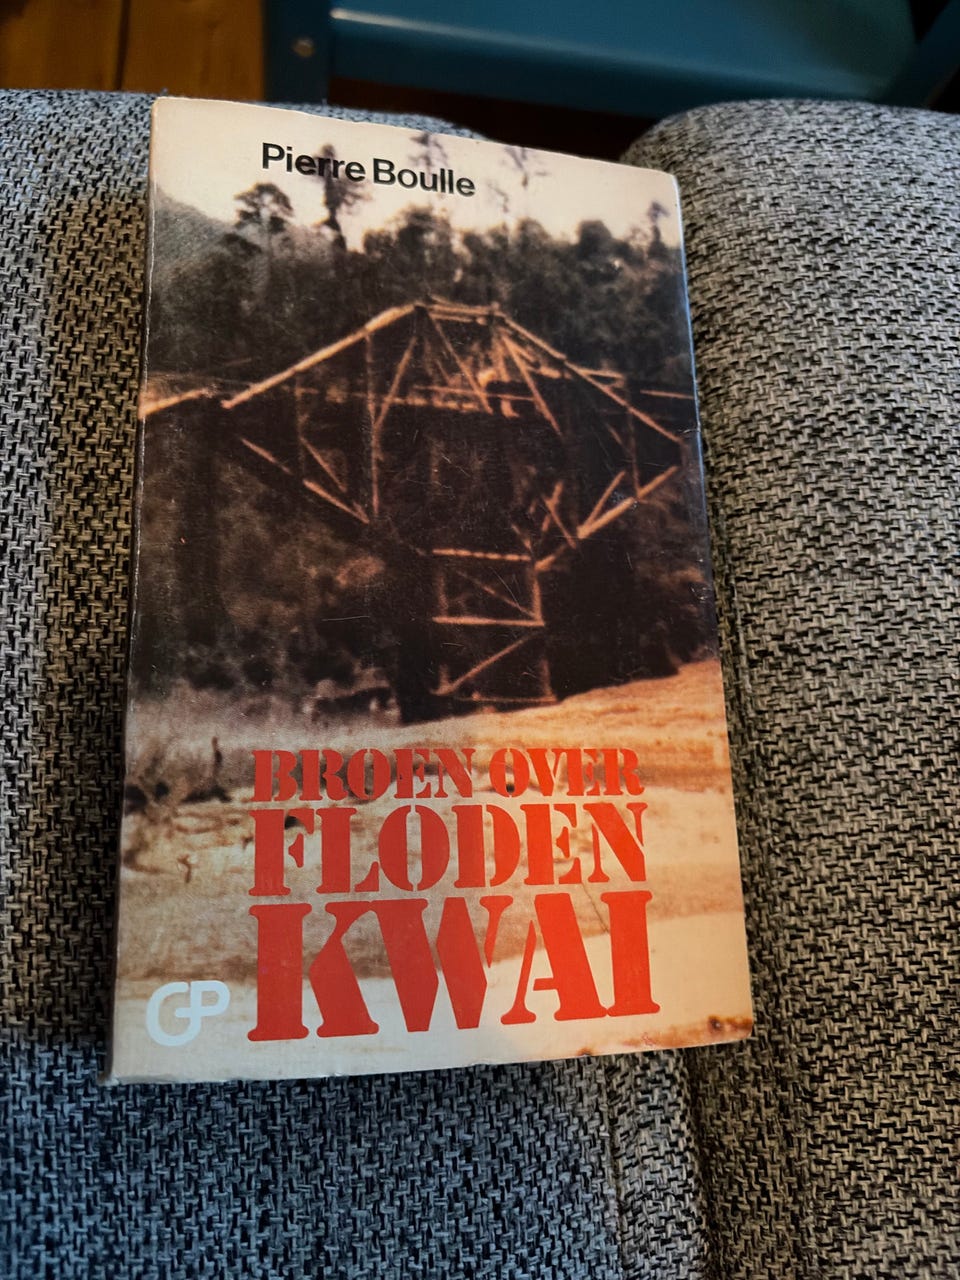 Pierre Boulle
BROEN OVER
FLODEN
KWAI
GP